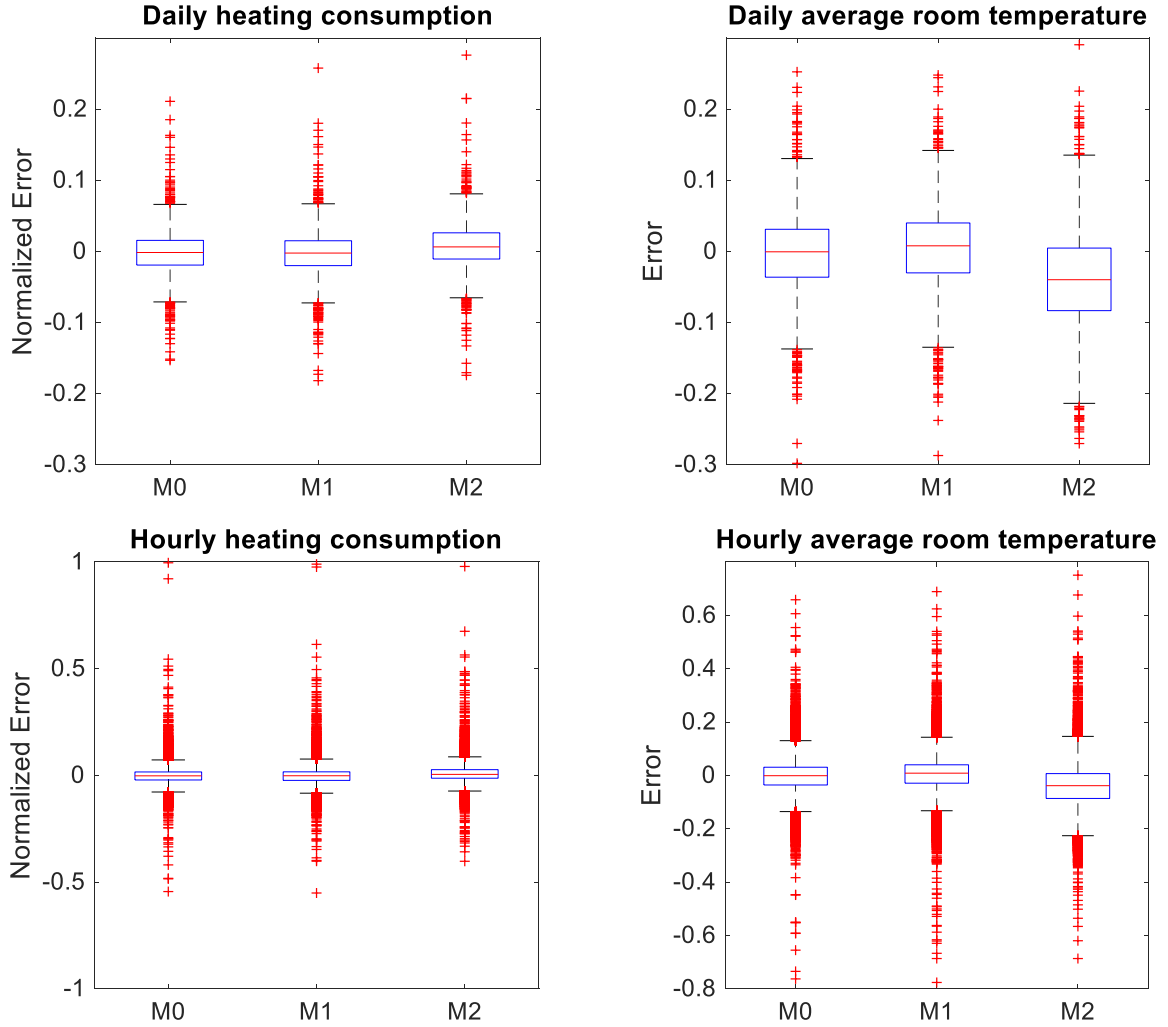 Daily heating consumption
Normalized Error
0.2
0.1
0
-0.1
-0.2
-0.3
M0 M1 M2
Daily average room temperature
Error
0.2
0.1
0
-0.1
-0.2
-0.3
M0 M1 M2
Hourly heating consumption
Normalized Error
1
0.5
0
-0.5
-1
M0 M1 M2
Hourly average room temperature
Error
0.6
0.4
0.2
0
-0.2
-0.4
-0.6
-0.8
M0 M1 M2